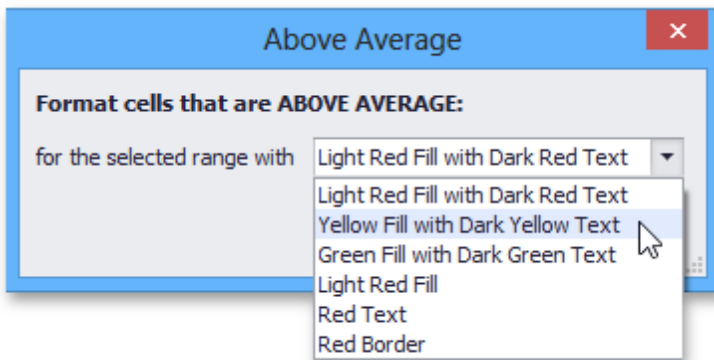 Above Average
Format cells that are ABOVE AVERAGE:
for the selected range with Light Red Fill with Dark Red Text
Light Red Fill with Dark Red Text
Yellow Fill with Dark Yellow Text
Green Fill with Dark Green Text
Light Red Fill
Red Text
Red Border